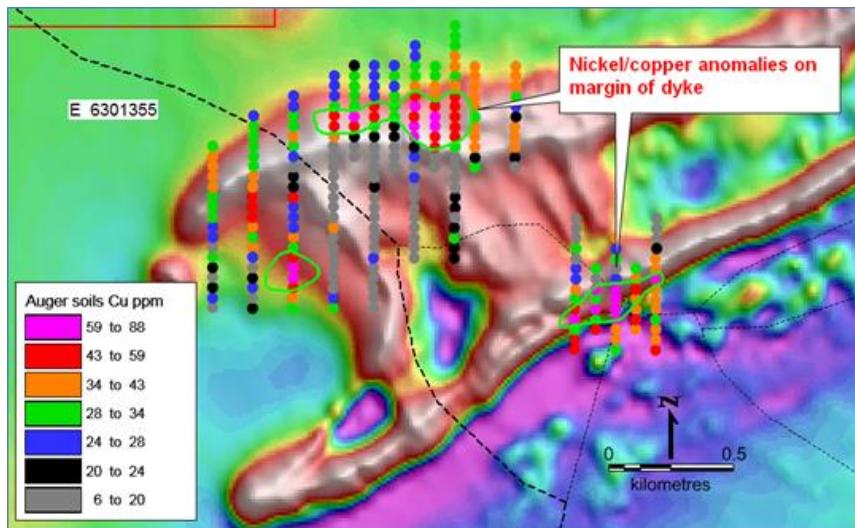 Nickel/copper anomalies on
margin of dyke
E 6301355
Auger soils Cu ppm
59 to 88
43 to 59
34 to 43
28 to 34
24 to 28
20 to 24
6 to 20
N
0
0.5
kilometres